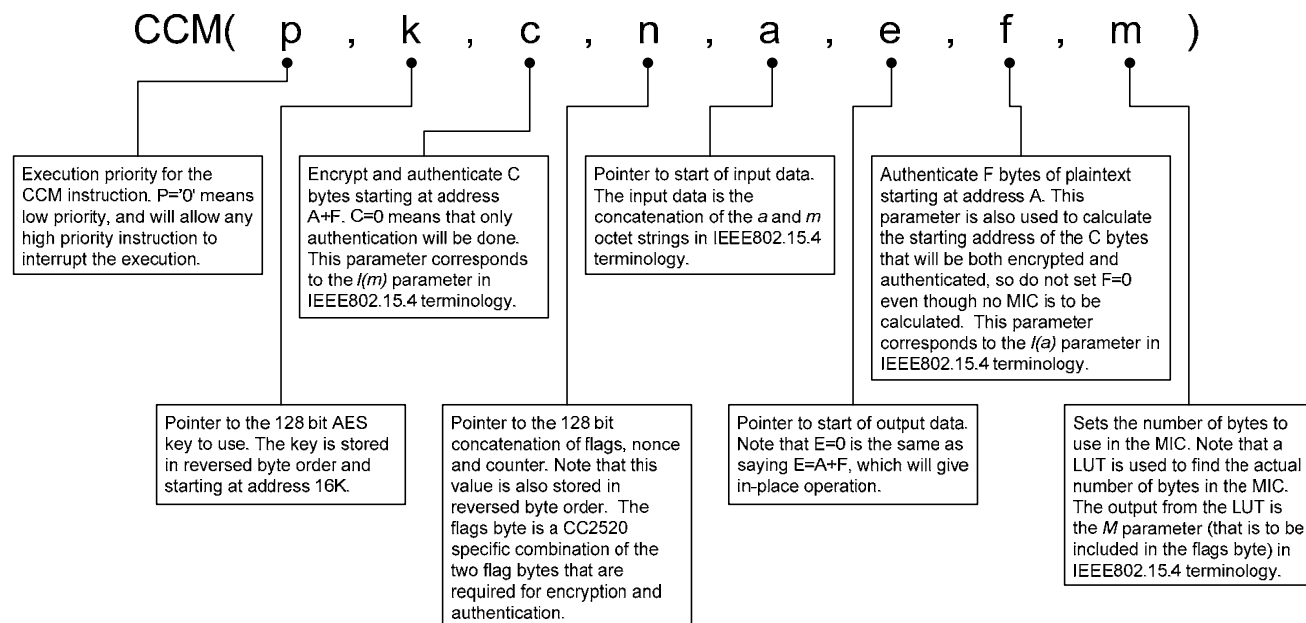 CCM( p , k , c , n , a , e , f , m )
Execution priority for the
CCM instruction. P='0' means
low priority, and will allow any
high priority instruction to
interrupt the execution.
Encrypt and authenticate C
bytes starting at address
A+F. C=0 means that only
authentication will be done.
This parameter corresponds
to the l(m) parameter in
IEEE802.15.4 terminology.
Pointer to start of input data.
The input data is the
concatenation of the a and m
octet strings in IEEE802.15.4
terminology.
Authenticate F bytes of plaintext
starting at address A. This
parameter is also used to calculate
the starting address of the C bytes
that will be both encrypted and
authenticated, so do not set F=0
even though no MIC is to be
calculated. This parameter
corresponds to the l(a) parameter in
IEEE802.15.4 terminology.
Pointer to the 128 bit AES
key to use. The key is stored
in reversed byte order and
starting at address 16K.
Pointer to the 128 bit
concatenation of flags, nonce
and counter. Note that this
value is also stored in
reversed byte order. The
flags byte is a CC2520
specific combination of the
two flag bytes that are
required for encryption and
authentication.
Pointer to start of output data.
Note that E=0 is the same as
saying E=A+F, which will give
in-place operation.
Sets the number of bytes to
use in the MIC. Note that a
LUT is used to find the actual
number of bytes in the MIC.
The output from the LUT is
the M parameter (that is to be
included in the flags byte) in
IEEE802.15.4 terminology.